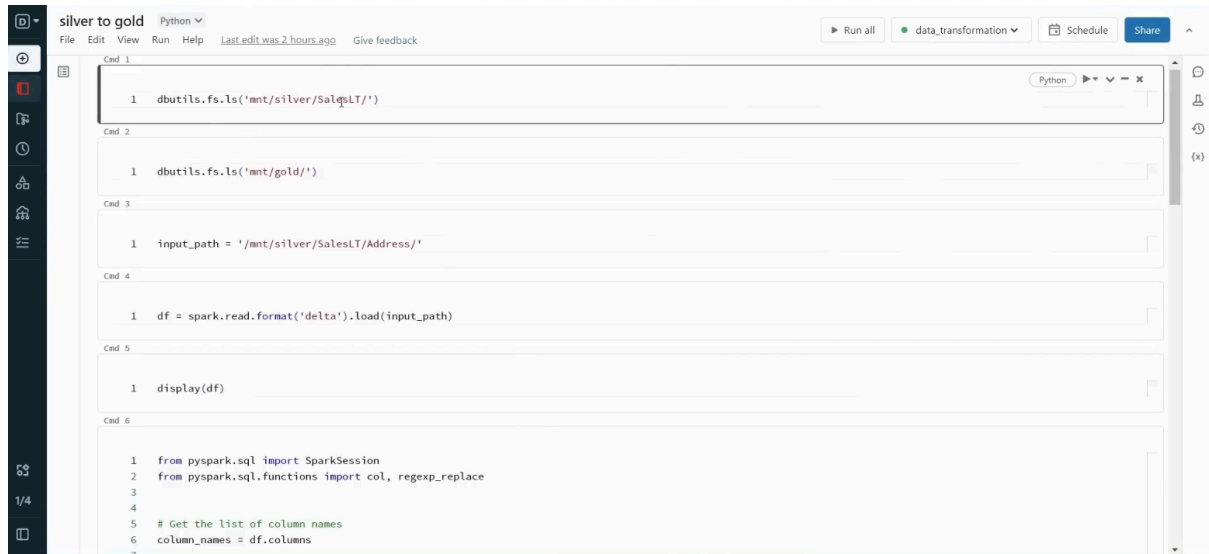 silver to gold Python
File Edit View Run Help Last edit was 2 hours ago Give feedback
Run all data_transformation Schedule Share
Cmd 1
Python
1 dbutils.fs.ls('mnt/silver/SalesLT/')
Cmd 2
1 dbutils.fs.ls('mnt/gold/')
Cmd 3
1 input_path = '/mnt/silver/SalesLT/Address/'
Cmd 4
1 df = spark.read.format('delta').load(input_path)
Cmd 5
1 display(df)
Cmd 6
1 from pyspark.sql import SparkSession
2 from pyspark.sql.functions import col, regexp_replace
3
4
5 # Get the list of column names
6 column_names = df.columns
1/4